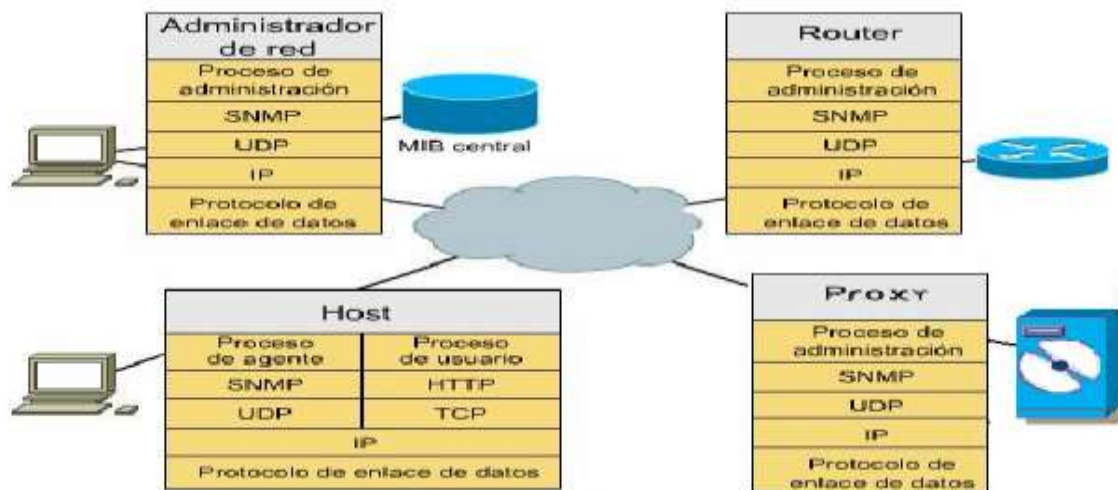 Administrador
de red
Proceso de
administración
SNMP
UDP
IP
Protocolo de
enlace de datos
MIB central
Router
Proceso de
administración
SNMP
UDP
IP
Protocolo de
enlace de datos
Host
Proceso
de agente
Proceso
de usuario
SNMP
HTTP
UDP
TCP
IP
Protocolo de enlace de datos
Proxy
Proceso de
administración
SNMP
UDP
IP
Protocolo de
enlace de datos